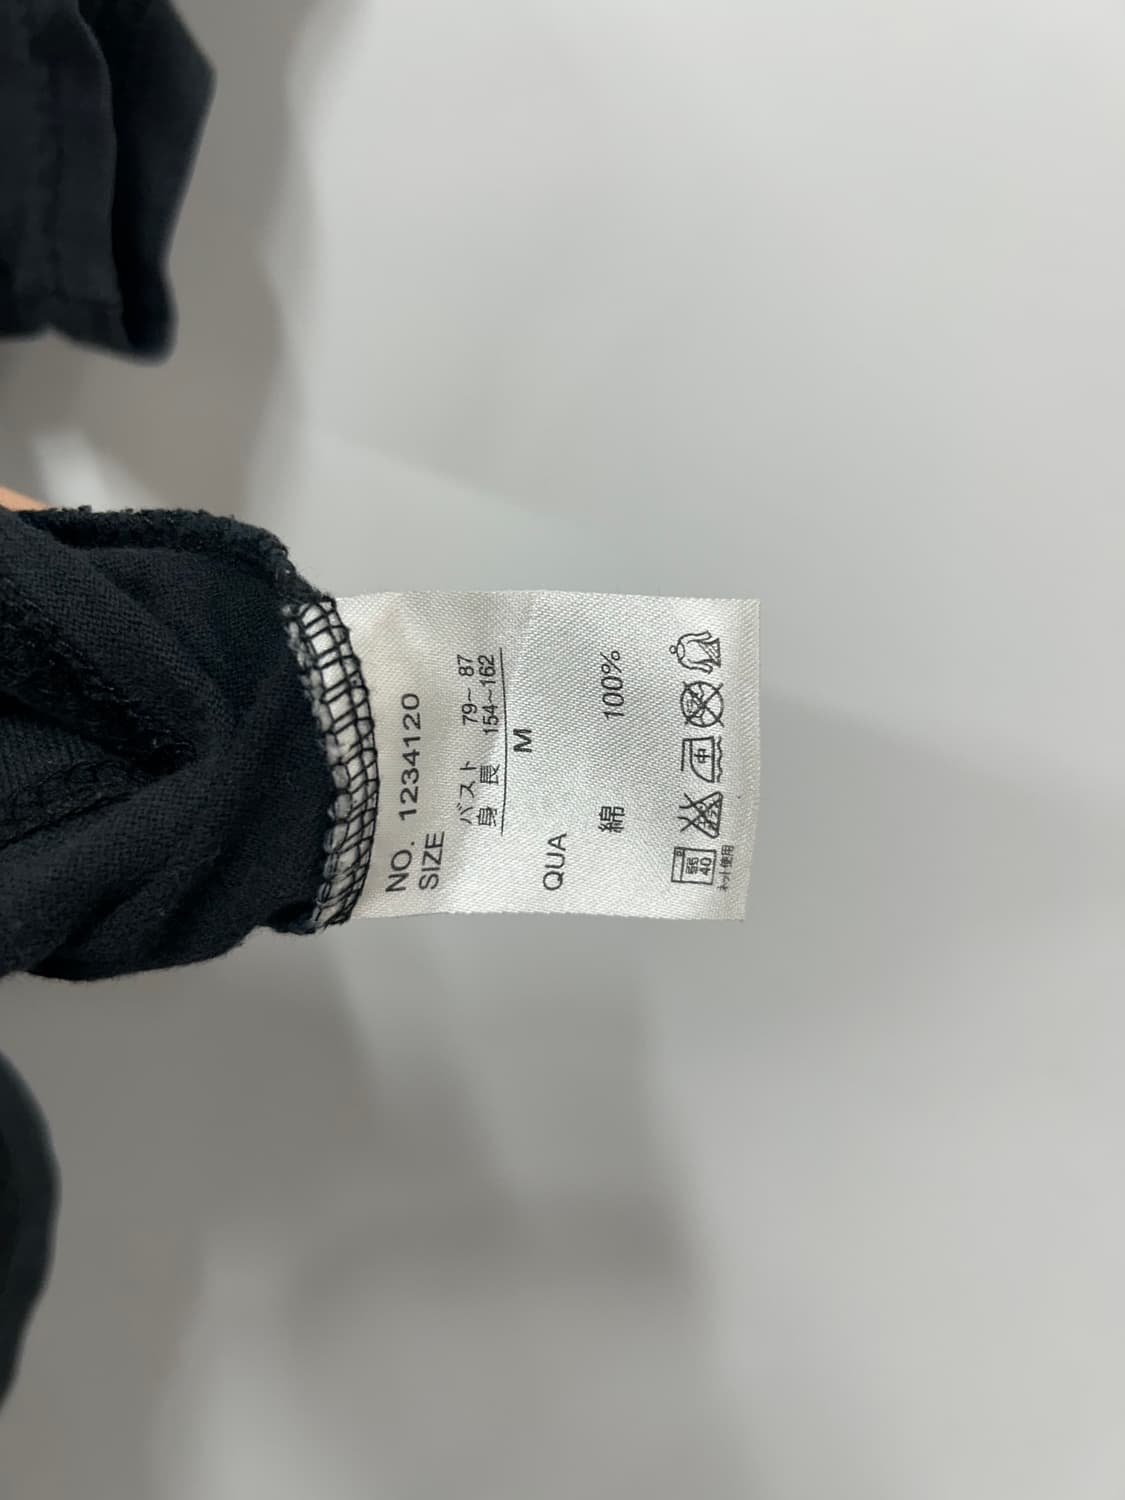 NO. 1234120
SIZE
バスト 79~ 87
身長 154~162
M
QUA
綿 100%
弱
40
中
ネット使用